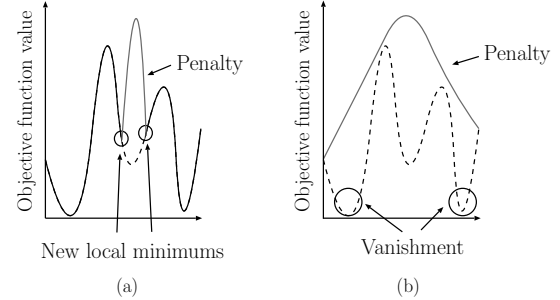 Objective function value
Penalty
New local minimums
(a)
Objective function value
Penalty
Vanishment
(b)